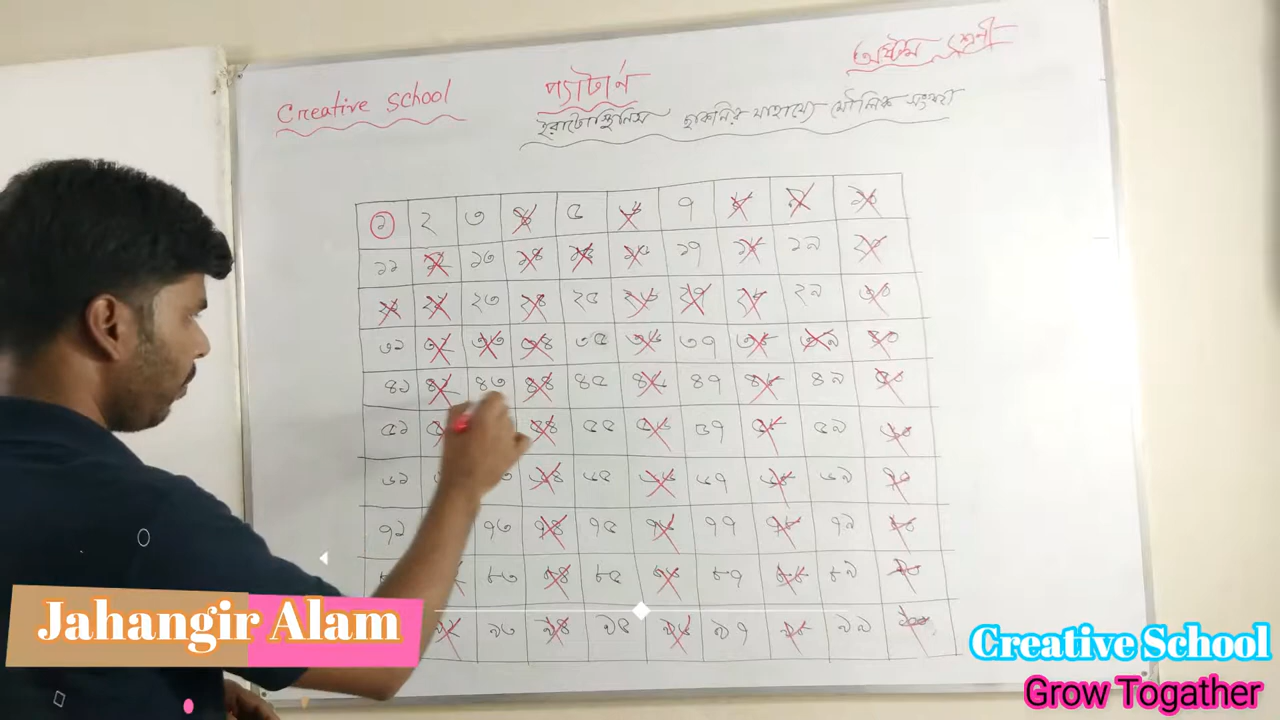 Creative School
প্যাটার্ন
অষ্টম শ্রেণী
ইরাটোস্থিনিস ছাকনির সাহায্যে মৌলিক সংখ্যা
১ ২ ৩ ৪ ৫ ৬ ৭ ৮ ৯ ১০
১১ ১২ ১৩ ১৪ ১৫ ১৬ ১৭ ১৮ ১৯ ২০
২১ ২২ ২৩ ২৪ ২৫ ২৬ ২৭ ২৮ ২৯ ৩০
৩১ ৩২ ৩৩ ৩৪ ৩৫ ৩৬ ৩৭ ৩৮ ৩৯ ৪০
৪১ ৪২ ৪৩ ৪৪ ৪৫ ৪৬ ৪৭ ৪৮ ৪৯ ৫০
৫১ ৫৪ ৫৫ ৫৬ ৫৭ ৫৮ ৫৯ ৬০
৬১ ৬৪ ৬৫ ৬৬ ৬৭ ৬৮ ৬৯ ৭০
৭১ ৭৩ ৭৪ ৭৫ ৭৬ ৭৭ ৭৮ ৭৯ ৮০
৮৩ ৮৪ ৮৫ ৮৬ ৮৭ ৮৮ ৮৯ ৯০
৯২ ৯৩ ৯৪ ৯৫ ৯৬ ৯৭ ৯৮ ৯৯ ১০০
Jahangir Alam
Creative School
Grow Togather